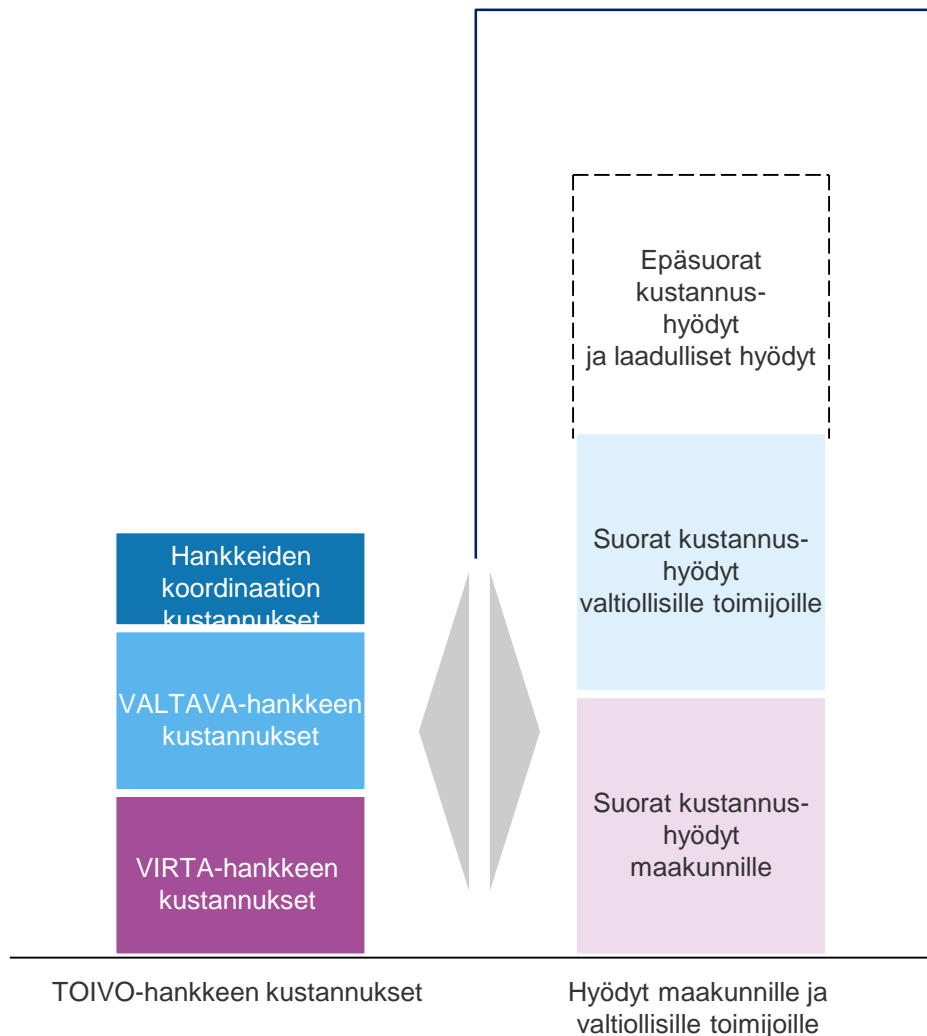 Epäsuorat
kustannus-
hyödyt
ja laadulliset hyödyt
Suorat kustannus-
hyödyt
valtiollisille toimijoille
Suorat kustannus-
hyödyt
maakunnille
Hankkeiden
koordinaation
kustannukset
VALTAVA-hankkeen
kustannukset
VIRTA-hankkeen
kustannukset
TOIVO-hankkeen kustannukset
Hyödyt maakunnille ja
valtiollisille toimijoille